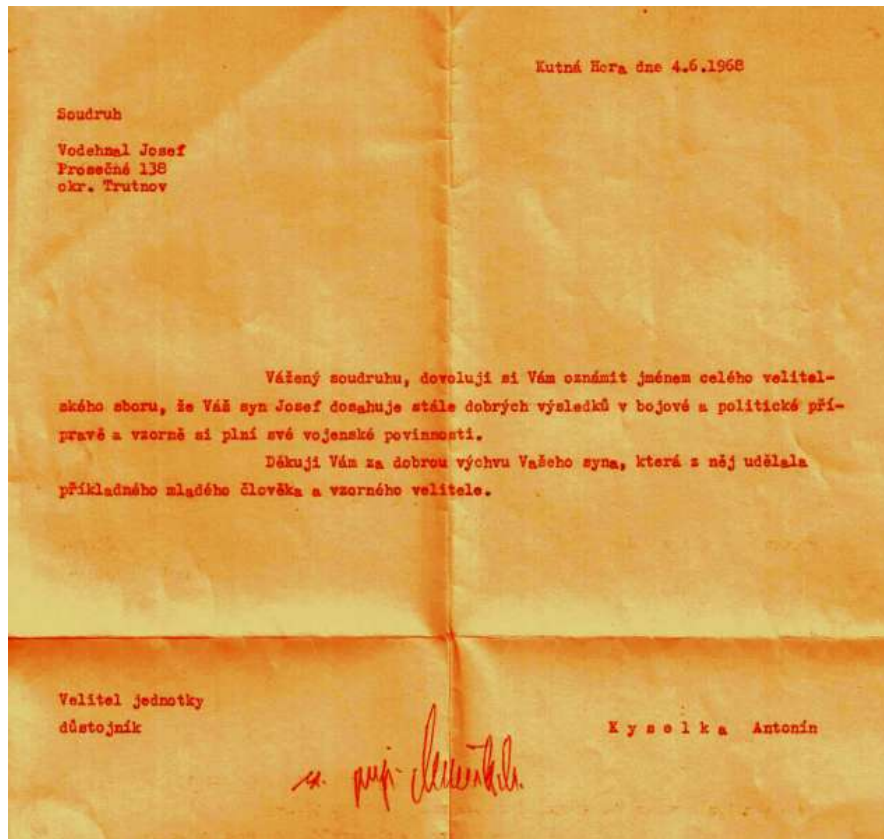 Kutná Hora dne 4.6.1968
Soudruh
Vodehnal Josef
Prosečné 138
okr. Trutnov
Vážený soudruhu, dovoluji si Vám oznámit jménem celého velitel-
ského sboru, že Váš syn Josef dosahuje stále dobrých výsledků v bojové a politické pří-
pravě a vzorně si plní své vojenské povinnosti.
Děkuji Vám za dobrou výchvu Vašeho syna, která z něj udělala
příkladného mladého člověka a vzorného velitele.
Velitel jednotky
důstojník
K y s e l k a Antonín